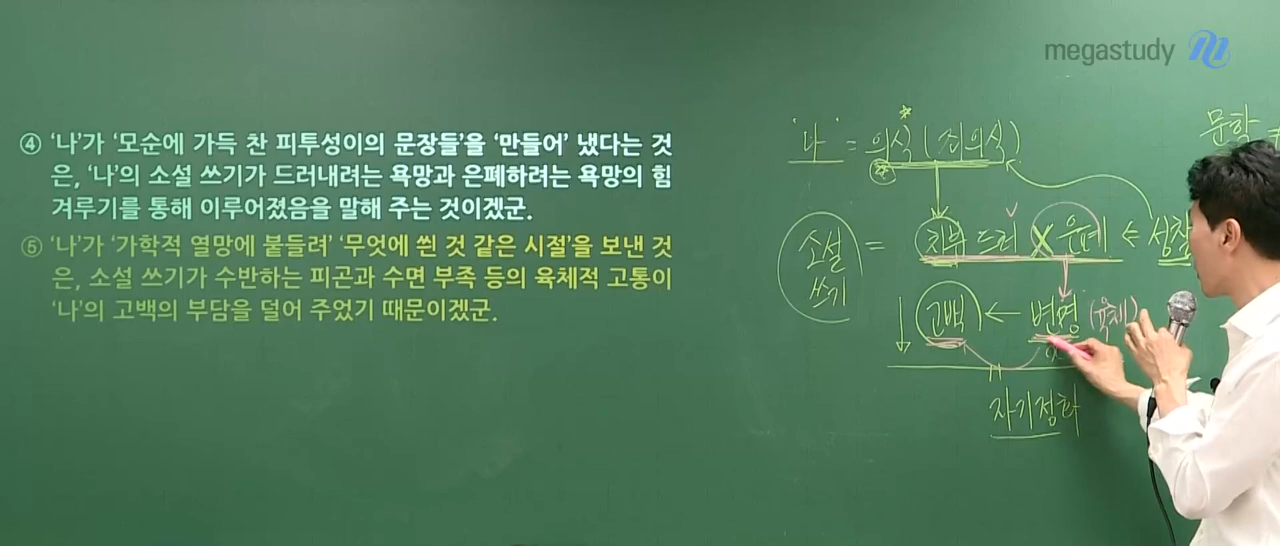 megastudy
④ ‘나’가 ‘모순에 가득 찬 피투성이의 문장들’을 ‘만들어’ 냈다는 것
은, ‘나’의 소설 쓰기가 드러내려는 욕망과 은폐하려는 욕망의 힘
겨루기를 통해 이루어졌음을 말해 주는 것이겠군.
⑤ ‘나’가 ‘가학적 열망에 붙들려’ ‘무엇에 씐 것 같은 시절’을 보낸 것
은, 소설 쓰기가 수반하는 피곤과 수면 부족 등의 육체적 고통이
‘나’의 고백의 부담을 덜어 주었기 때문이겠군.
문학
‘나’ = 의식 (죄의식)
소설 = 치부 드러 X 은폐 ← 성찰
쓰기
↓ 고백 ← 변명 (육체)
자기정화